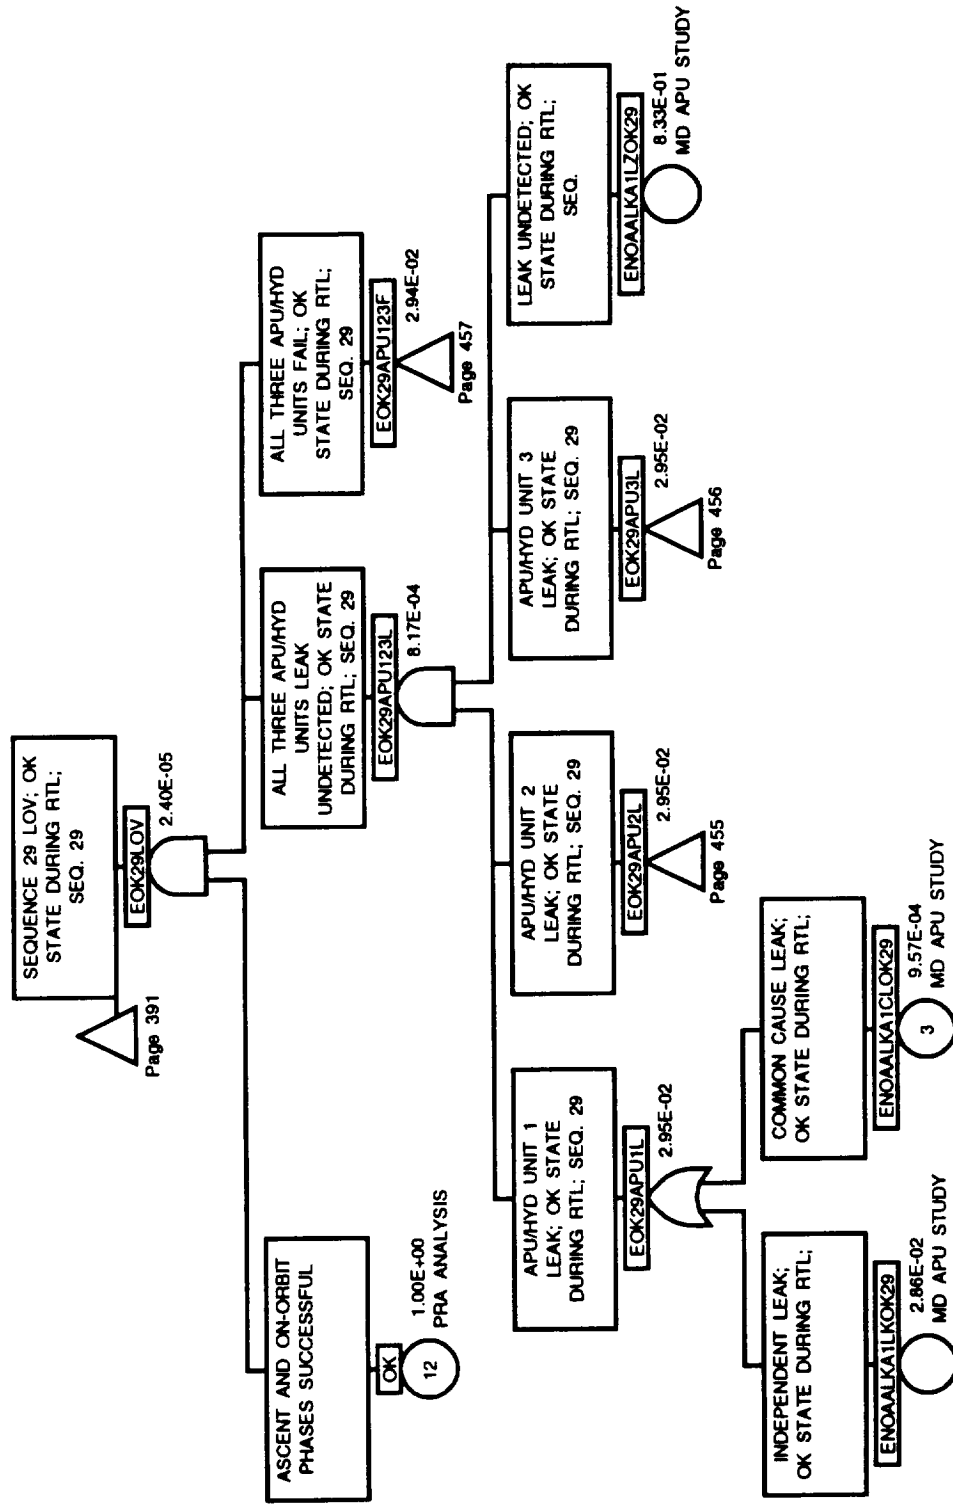 SEQUENCE 29 LOV; OK
STATE DURING RTL;
SEQ. 29
EOK29LOV
2.40E-05
Page 391
ASCENT AND ON-ORBIT
PHASES SUCCESSFUL
OK
12
1.00E+00
PRA ANALYSIS
ALL THREE APU/HYD
UNITS LEAK
UNDETECTED; OK STATE
DURING RTL; SEQ. 29
EOK29APU123L
8.17E-04
ALL THREE APU/HYD
UNITS FAIL; OK
STATE DURING RTL;
SEQ. 29
EOK29APU123F
2.94E-02
Page 457
APU/HYD UNIT 1
LEAK; OK STATE
DURING RTL; SEQ. 29
EOK29APU1L
2.95E-02
APU/HYD UNIT 2
LEAK; OK STATE
DURING RTL; SEQ. 29
EOK29APU2L
2.95E-02
Page 455
APU/HYD UNIT 3
LEAK; OK STATE
DURING RTL; SEQ. 29
EOK29APU3L
2.95E-02
Page 456
LEAK UNDETECTED; OK
STATE DURING RTL;
SEQ.
ENOAALKA1LZOK29
8.33E-01
MD APU STUDY
INDEPENDENT LEAK;
OK STATE DURING RTL;
ENOAALKA1LKOK29
2.86E-02
MD APU STUDY
COMMON CAUSE LEAK;
OK STATE DURING RTL;
ENOAALKA1CLOK29
3
9.57E-04
MD APU STUDY